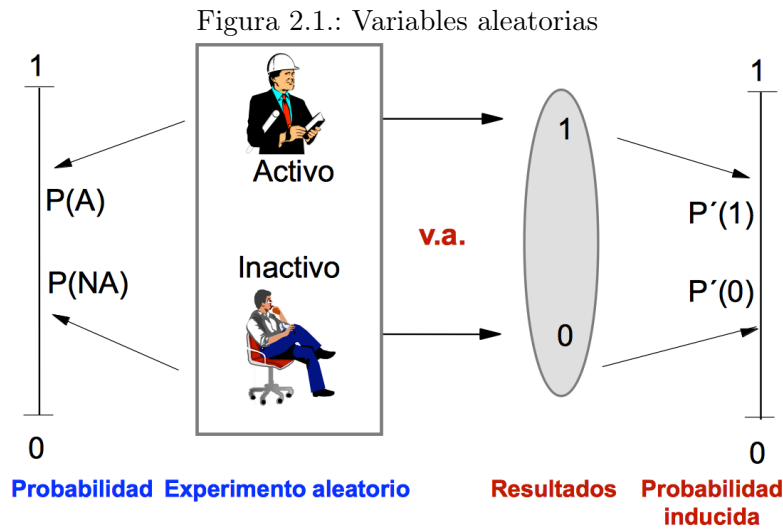 Figura 2.1.: Variables aleatorias
1
1
Activo
1
P(A)
P´(1)
v.a.
Inactivo
P(NA)
P´(0)
0
0
0
Probabilidad Experimento aleatorio Resultados Probabilidad
inducida